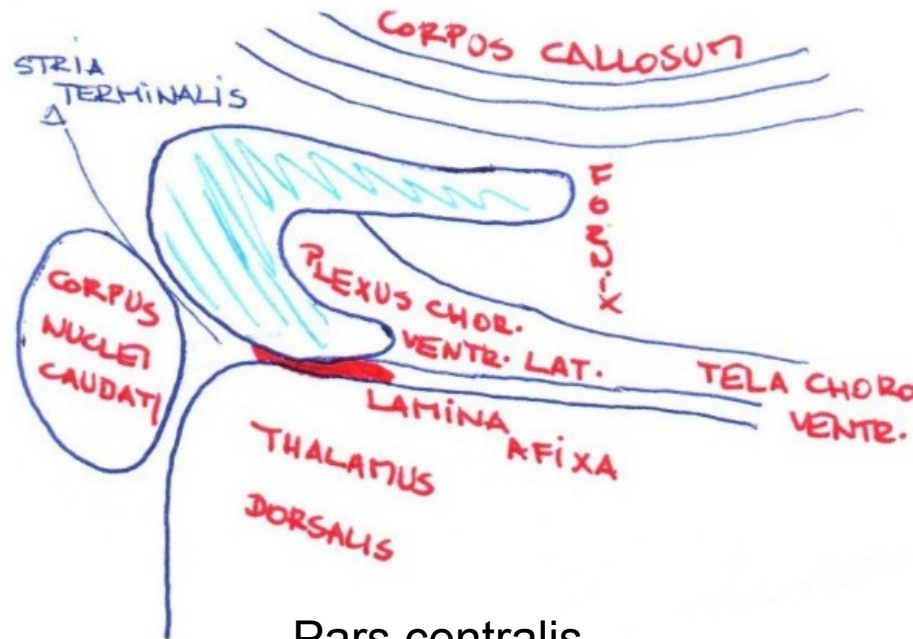 CORPUS CALLOSUM
STRIA
TERMINALIS
FORNIX
CORPUS
NUCLEI
CAUDATI
PLEXUS CHOR.
VENTR. LAT.
TELA CHORO
VENTR.
LAMINA
AFIXA
THALAMUS
DORSALIS
Pars centralis